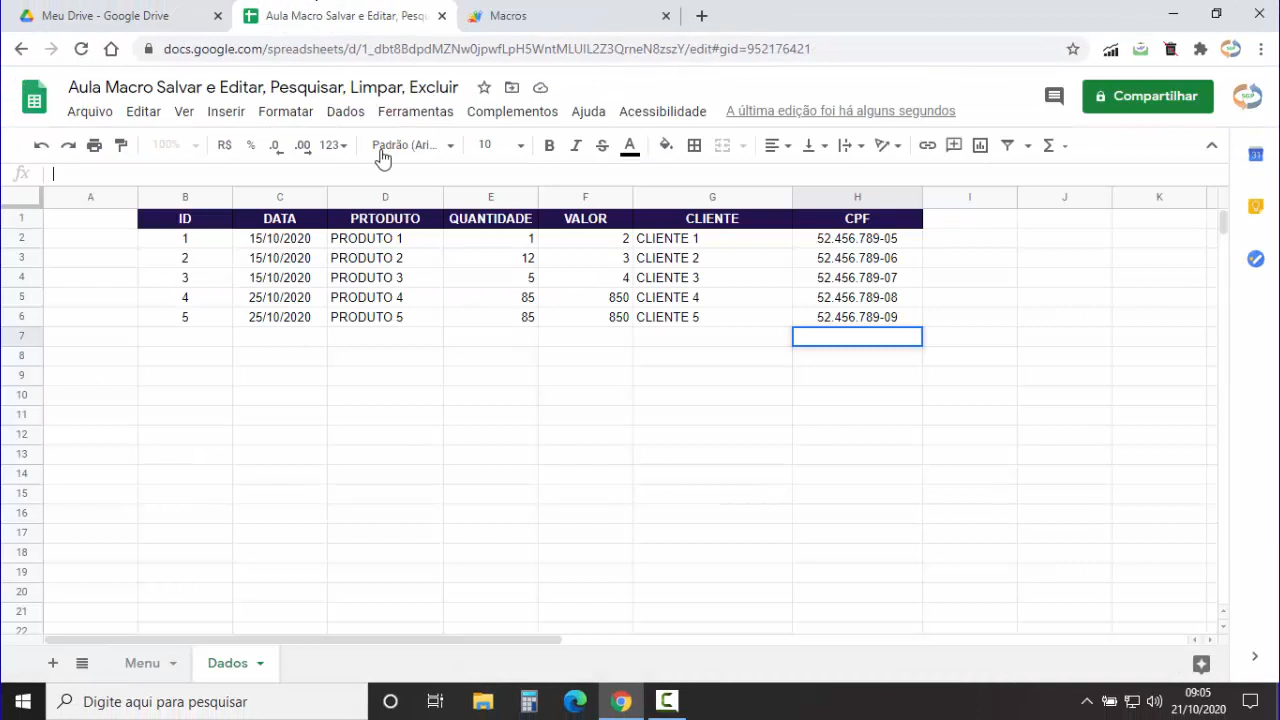 Meu Drive - Google Drive
Aula Macro Salvar e Editar, Pesqu
Macros
docs.google.com/spreadsheets/d/1_dbt8BdpdMZNw0jpwfLpH5WntMLUIL2Z3QrneN8zszY/edit#gid=952176421
Aula Macro Salvar e Editar, Pesquisar, Limpar, Excluir
Arquivo Editar Ver Inserir Formatar Dados Ferramentas Complementos Ajuda Acessibilidade A última edição foi há alguns segundos
Compartilhar
100% R$ % .0 .00 123 Padrão (Ari... 10 B I S A Σ
fx
A B C D E F G H I J K
1 ID DATA PRTODUTO QUANTIDADE VALOR CLIENTE CPF
2 1 15/10/2020 PRODUTO 1 1 2 CLIENTE 1 52.456.789-05
3 2 15/10/2020 PRODUTO 2 12 3 CLIENTE 2 52.456.789-06
4 3 15/10/2020 PRODUTO 3 5 4 CLIENTE 3 52.456.789-07
5 4 25/10/2020 PRODUTO 4 85 850 CLIENTE 4 52.456.789-08
6 5 25/10/2020 PRODUTO 5 85 850 CLIENTE 5 52.456.789-09
7
8
9
10
11
12
13
14
15
16
17
18
19
20
21
22
Menu Dados
Digite aqui para pesquisar
09:05
21/10/2020